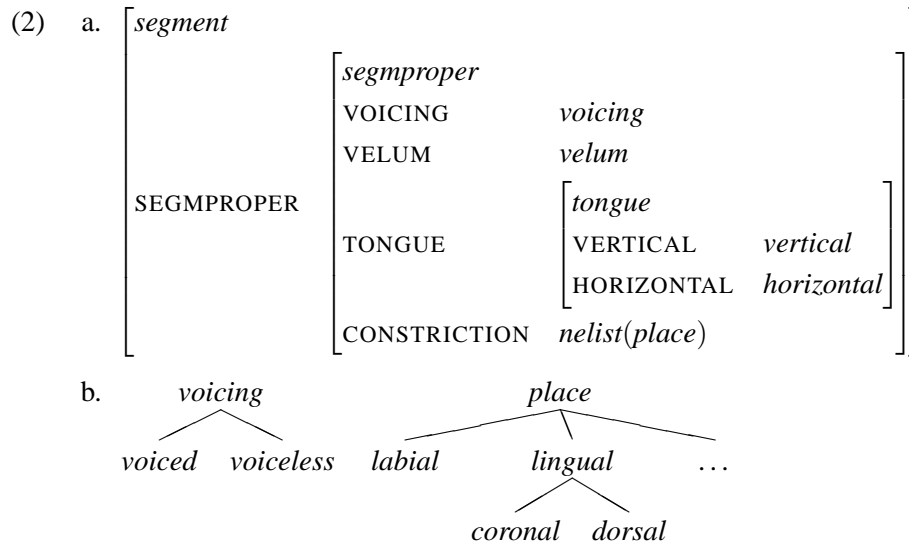 (2) a. segment
segmproper
VOICING voicing
VELUM velum
SEGMPROPER TONGUE tongue
VERTICAL vertical
HORIZONTAL horizontal
CONSTRICTION nelist(place)
b. voicing place
voiced voiceless labial lingual ...
coronal dorsal